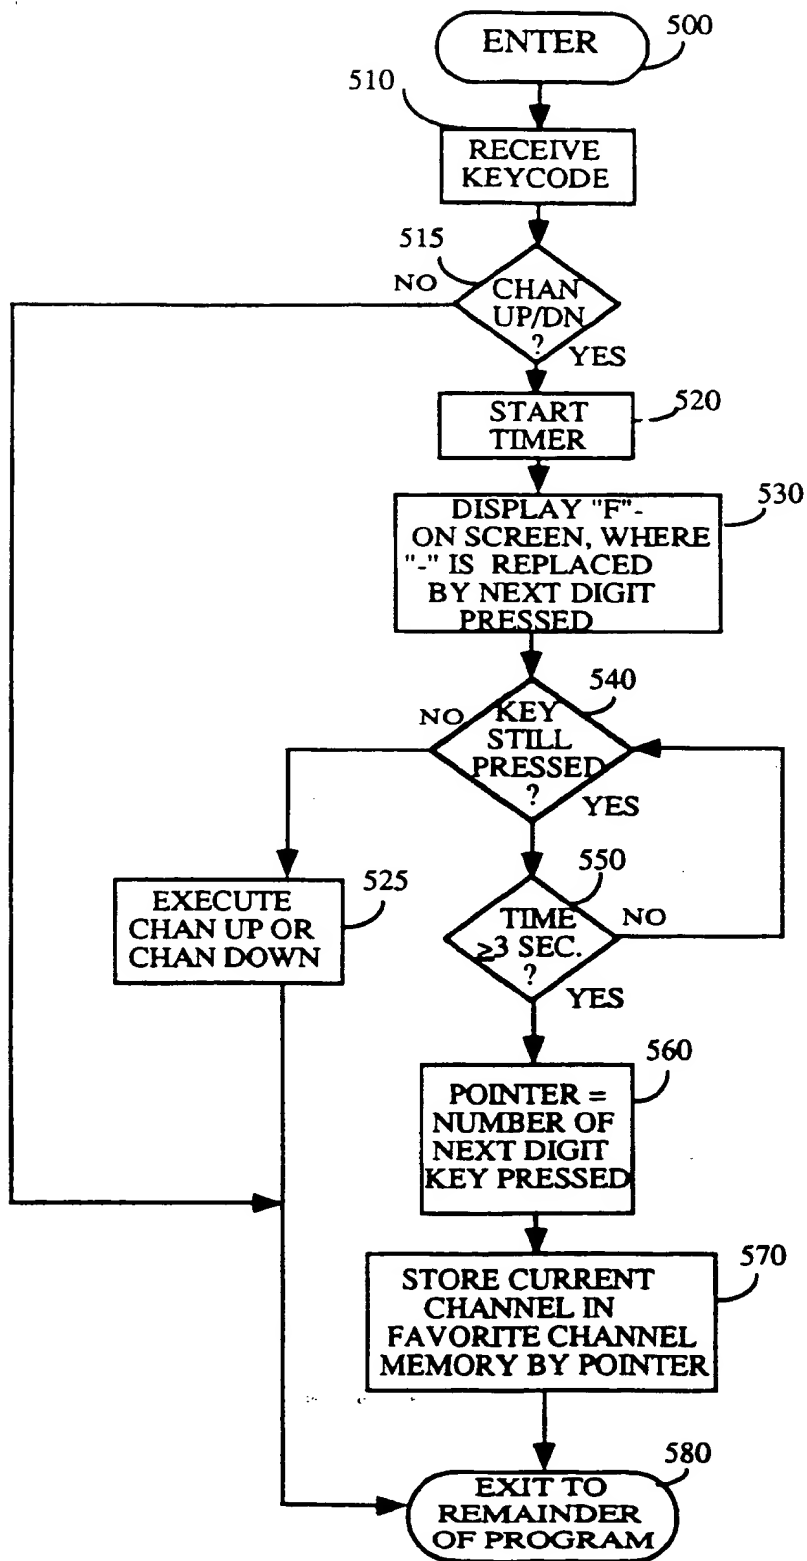 ENTER
500
510
RECEIVE
KEYCODE
515
NO
CHAN
UP/DN
?
YES
START
TIMER
520
DISPLAY "F"-
ON SCREEN, WHERE
"-" IS REPLACED
BY NEXT DIGIT
PRESSED
530
540
NO
KEY
STILL
PRESSED
?
YES
550
EXECUTE
CHAN UP OR
CHAN DOWN
525
TIME
≥3 SEC.
?
NO
YES
560
POINTER =
NUMBER OF
NEXT DIGIT
KEY PRESSED
570
STORE CURRENT
CHANNEL IN
FAVORITE CHANNEL
MEMORY BY POINTER
580
EXIT TO
REMAINDER
OF PROGRAM